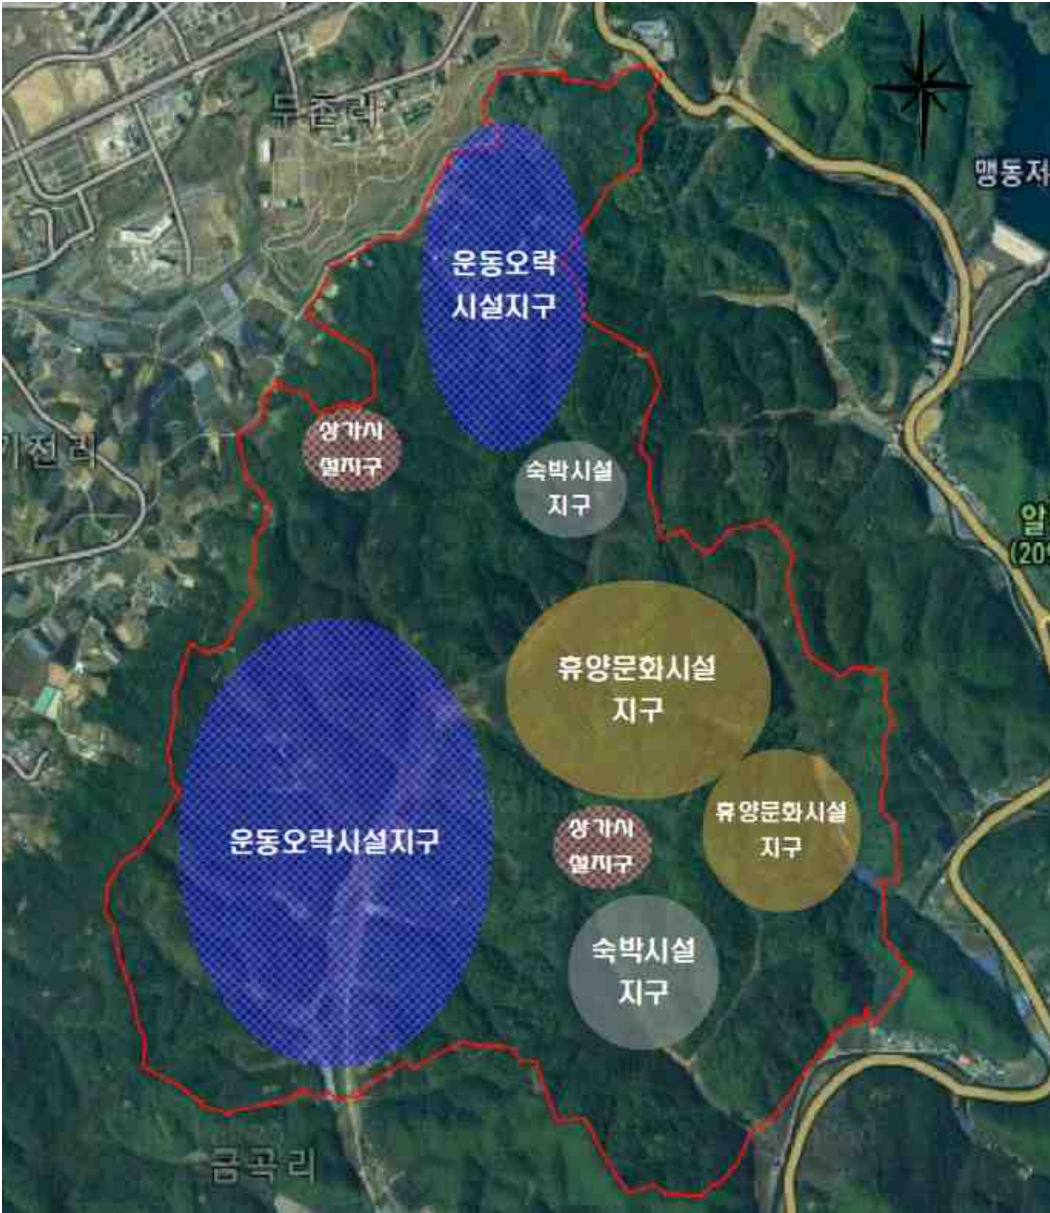 두촌리
맹동저
운동오락
시설지구
상가시
설지구
기전리
숙박시설
지구
알
(20
휴양문화시설
지구
휴양문화시설
지구
상가시
설지구
운동오락시설지구
숙박시설
지구
금곡리